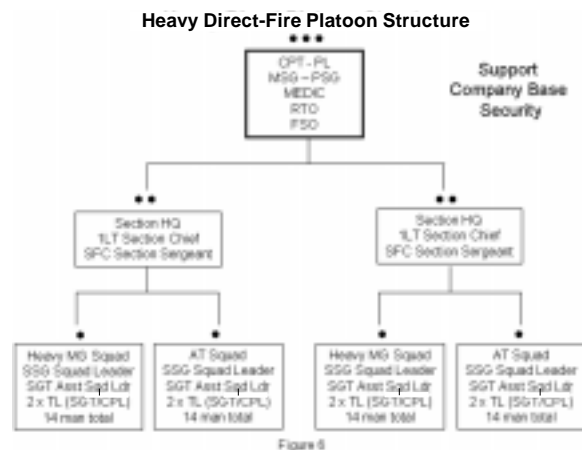 Heavy Direct-Fire Platoon Structure
CPT - PL
MSG – PSG
MEDIC
RTO
FSO
Support
Company Base
Security
Section HQ
1LT Section Chief
SFC Section Sergeant
Section HQ
1LT Section Chief
SFC Section Sergeant
Heavy MG Squad
SSG Squad Leader
SGT Asst Sqd Ldr
2 x TL (SGT/CPL)
14 man total
AT Squad
SSG Squad Leader
SGT Asst Sqd Ldr
2 x TL (SGT/CPL)
14 man total
Heavy MG Squad
SSG Squad Leader
SGT Asst Sqd Ldr
2 x TL (SGT/CPL)
14 man total
AT Squad
SSG Squad Leader
SGT Asst Sqd Ldr
2 x TL (SGT/CPL)
14 man total
Figure 6